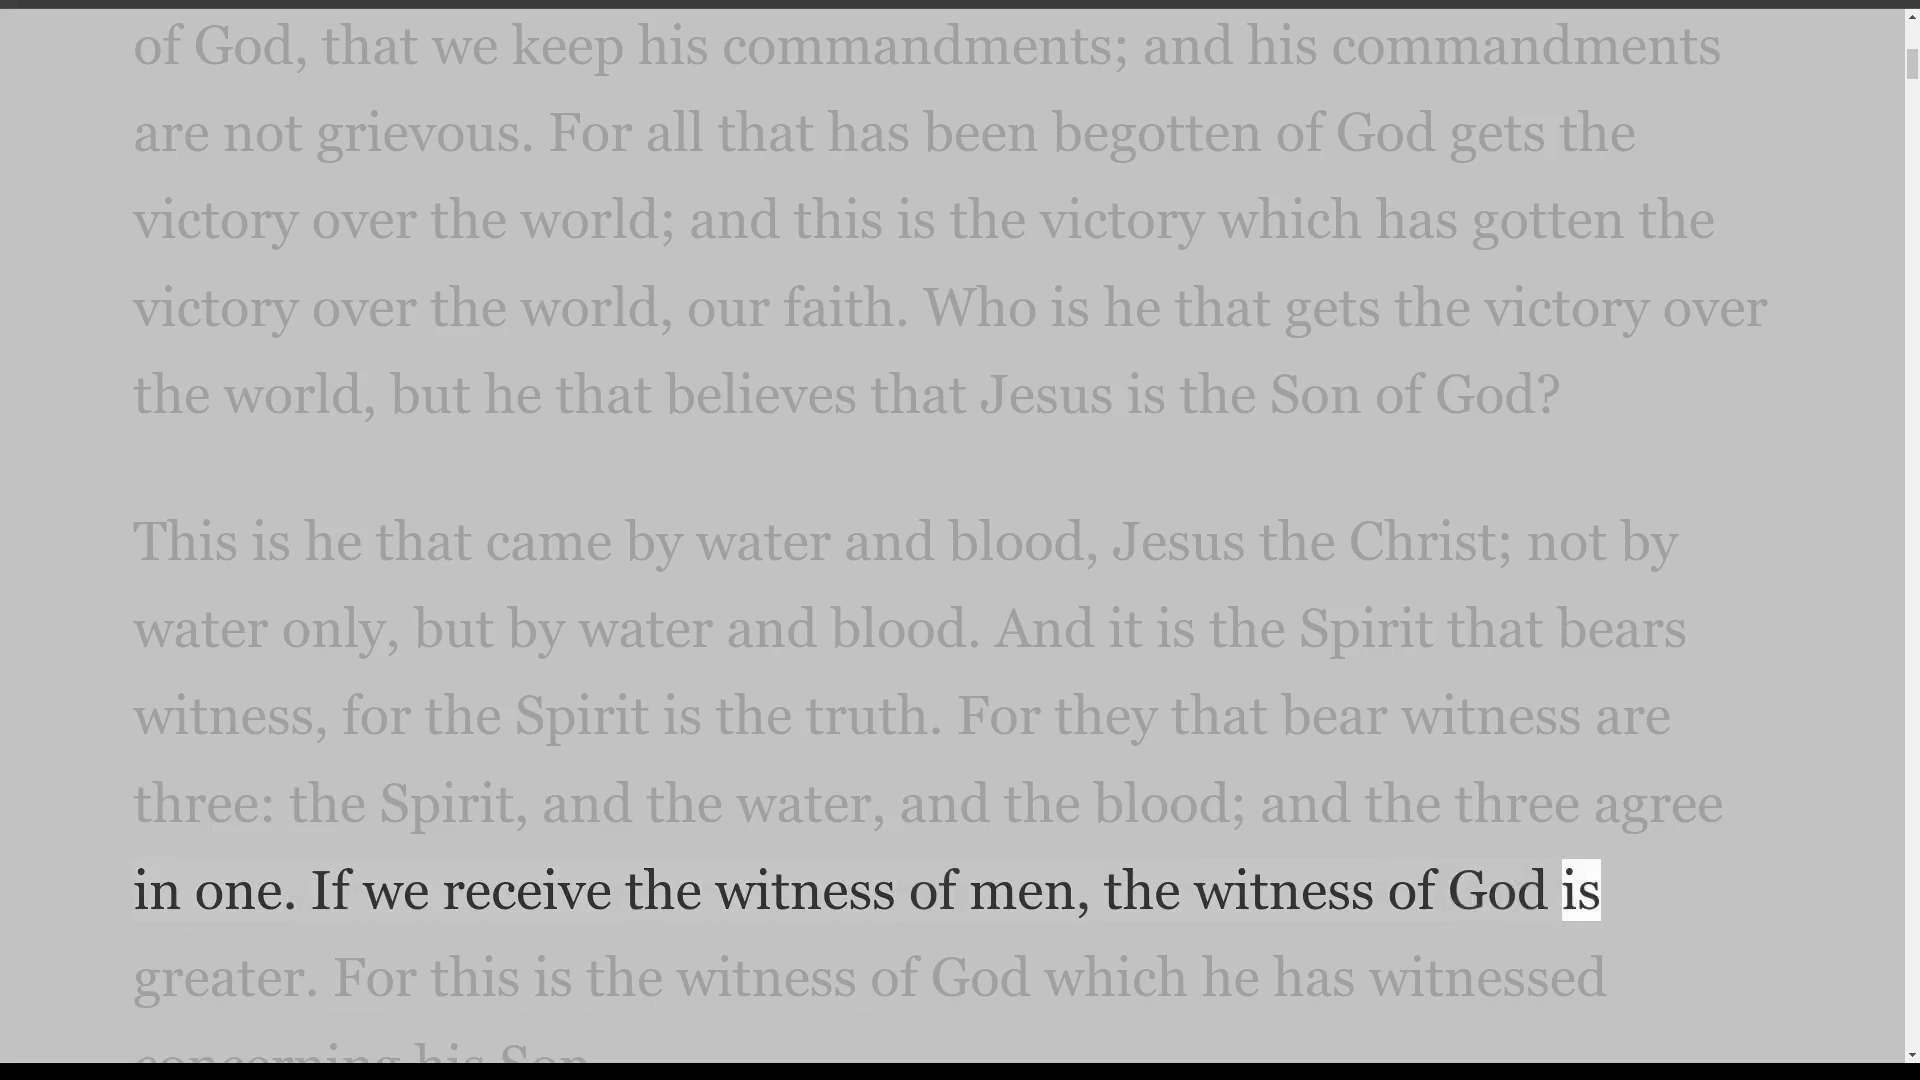 of God, that we keep his commandments; and his commandments
are not grievous. For all that has been begotten of God gets the
victory over the world; and this is the victory which has gotten the
victory over the world, our faith. Who is he that gets the victory over
the world, but he that believes that Jesus is the Son of God?
This is he that came by water and blood, Jesus the Christ; not by
water only, but by water and blood. And it is the Spirit that bears
witness, for the Spirit is the truth. For they that bear witness are
three: the Spirit, and the water, and the blood; and the three agree
in one. If we receive the witness of men, the witness of God is
greater. For this is the witness of God which he has witnessed
concerning his Son